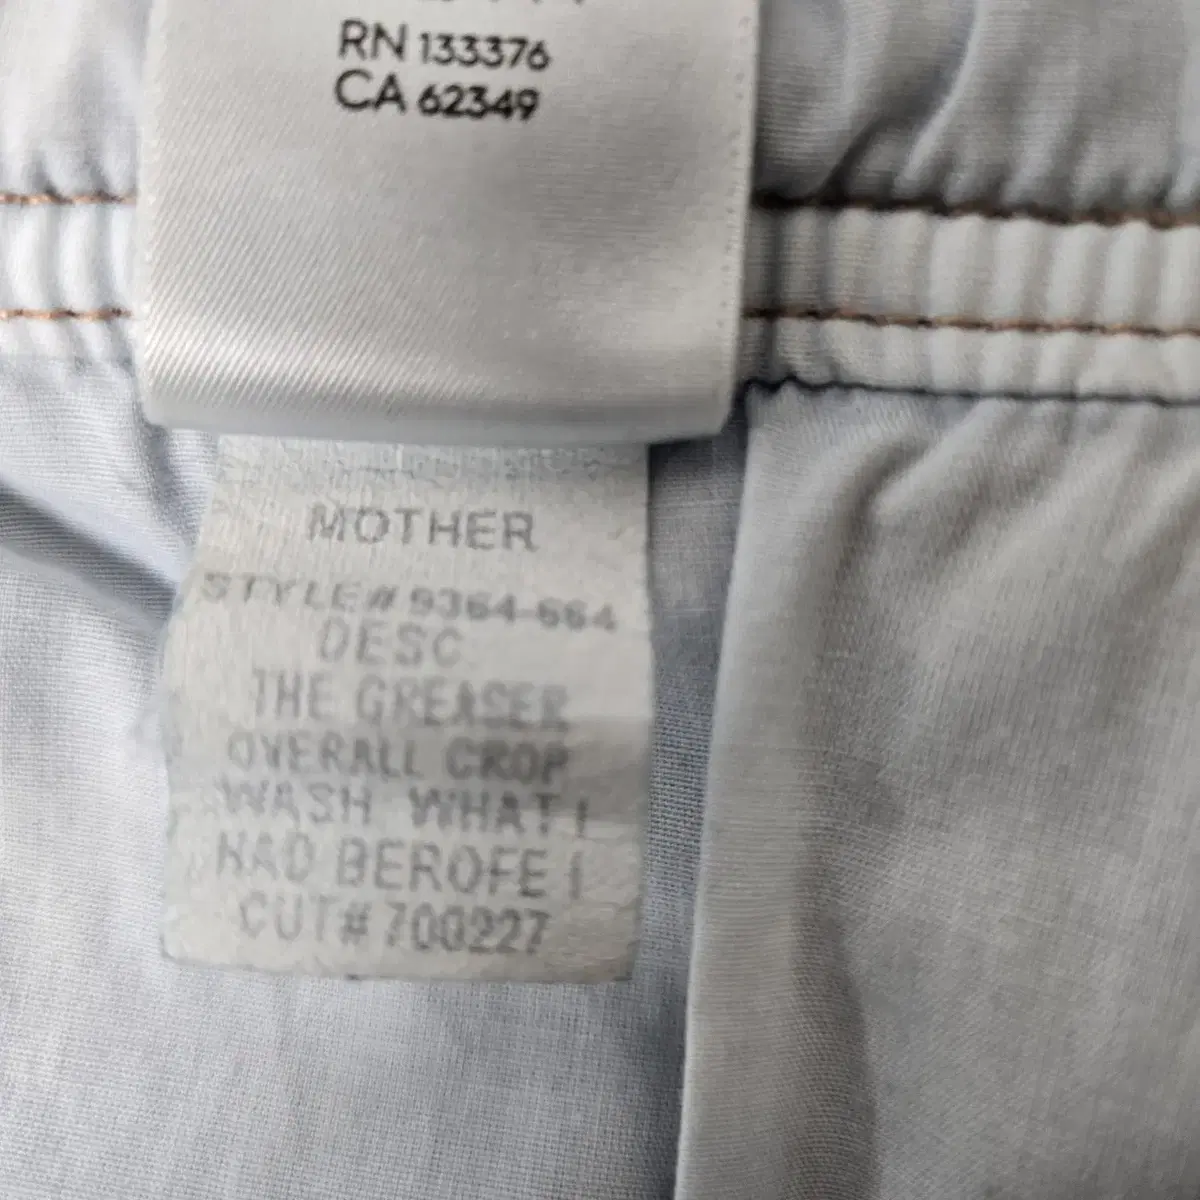 RN 133376
CA 62349
MOTHER
STYLE# 9364-664
DESC
THE GREASER
OVERALL CROP
WASH WHAT I
HAD BEROFE I
CUT# 700227